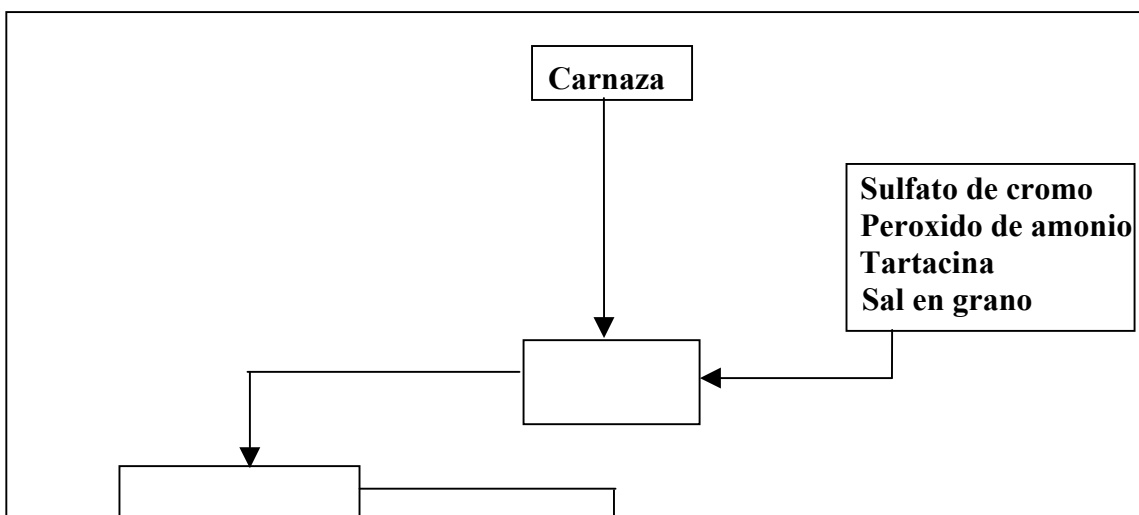 Carnaza
Sulfato de cromo
Peroxido de amonio
Tartacina
Sal en grano